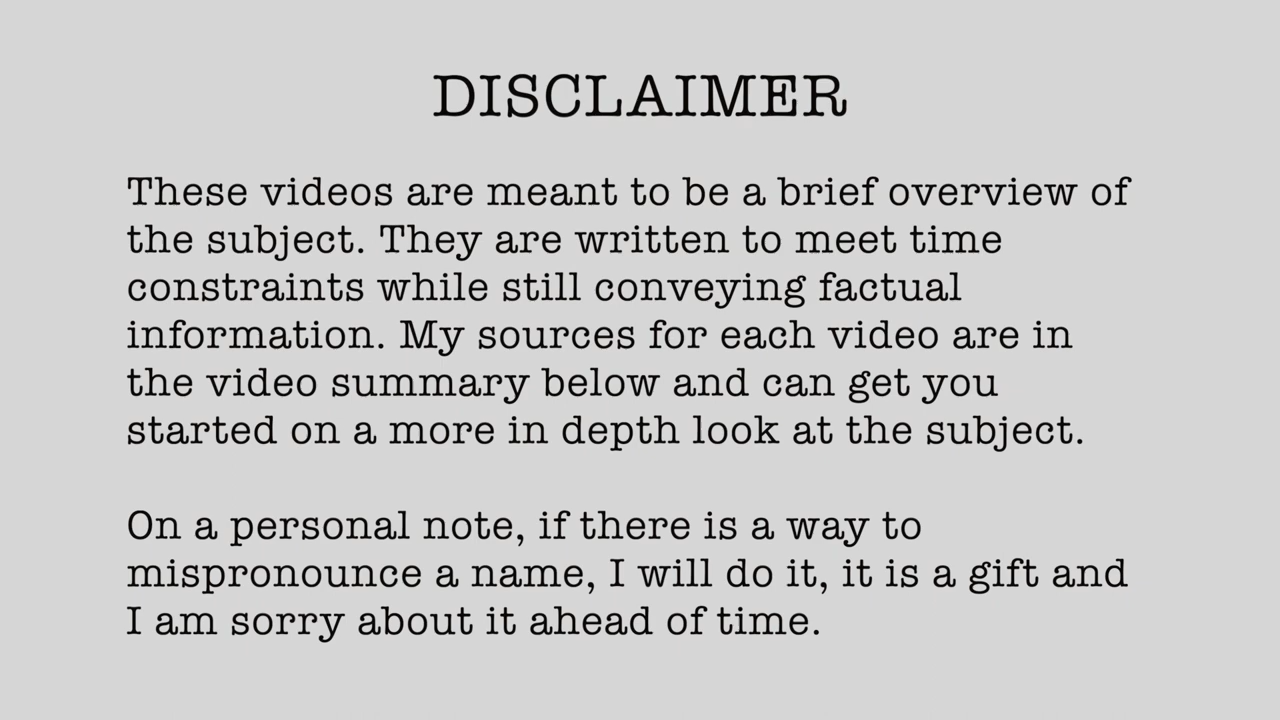 DISCLAIMER
These videos are meant to be a brief overview of
the subject. They are written to meet time
constraints while still conveying factual
information. My sources for each video are in
the video summary below and can get you
started on a more in depth look at the subject.
On a personal note, if there is a way to
mispronounce a name, I will do it, it is a gift and
I am sorry about it ahead of time.